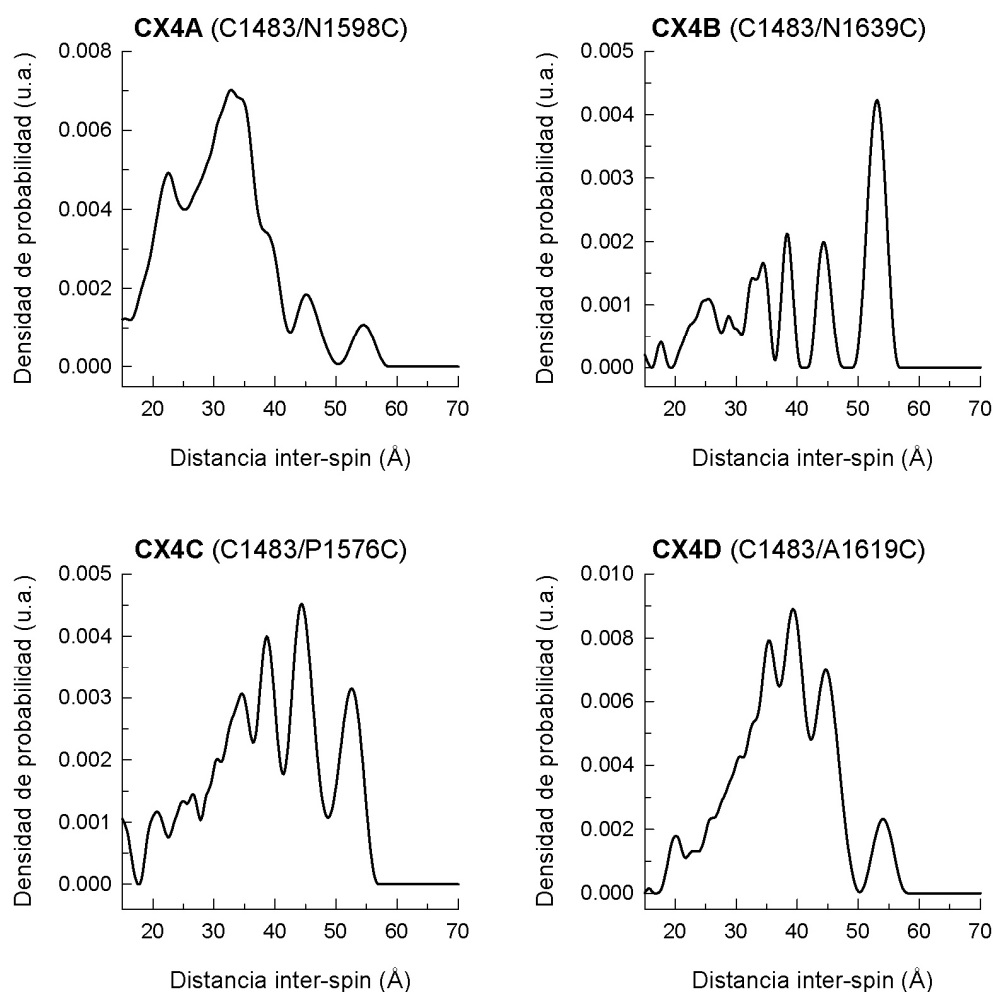 CX4A (C1483/N1598C)
Densidad de probabilidad (u.a.)
0.008
0.006
0.004
0.002
0.000
20 30 40 50 60 70
Distancia inter-spin (Å)
CX4B (C1483/N1639C)
Densidad de probabilidad (u.a.)
0.005
0.004
0.003
0.002
0.001
0.000
20 30 40 50 60 70
Distancia inter-spin (Å)
CX4C (C1483/P1576C)
Densidad de probabilidad (u.a.)
0.005
0.004
0.003
0.002
0.001
0.000
20 30 40 50 60 70
Distancia inter-spin (Å)
CX4D (C1483/A1619C)
Densidad de probabilidad (u.a.)
0.010
0.008
0.006
0.004
0.002
0.000
20 30 40 50 60 70
Distancia inter-spin (Å)